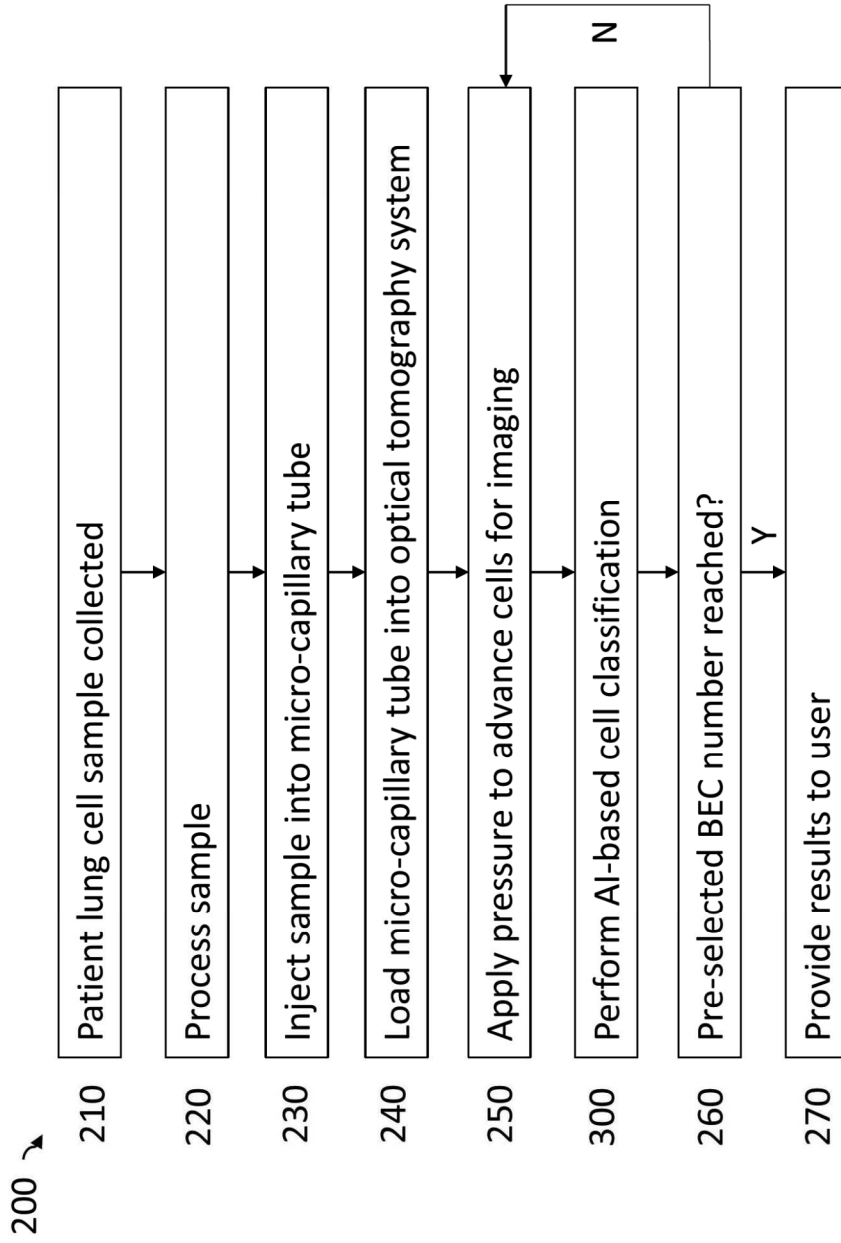 200
210 Patient lung cell sample collected
220 Process sample
230 Inject sample into micro-capillary tube
240 Load micro-capillary tube into optical tomography system
250 Apply pressure to advance cells for imaging
N
300 Perform AI-based cell classification
260 Pre-selected BEC number reached?
Y
270 Provide results to user